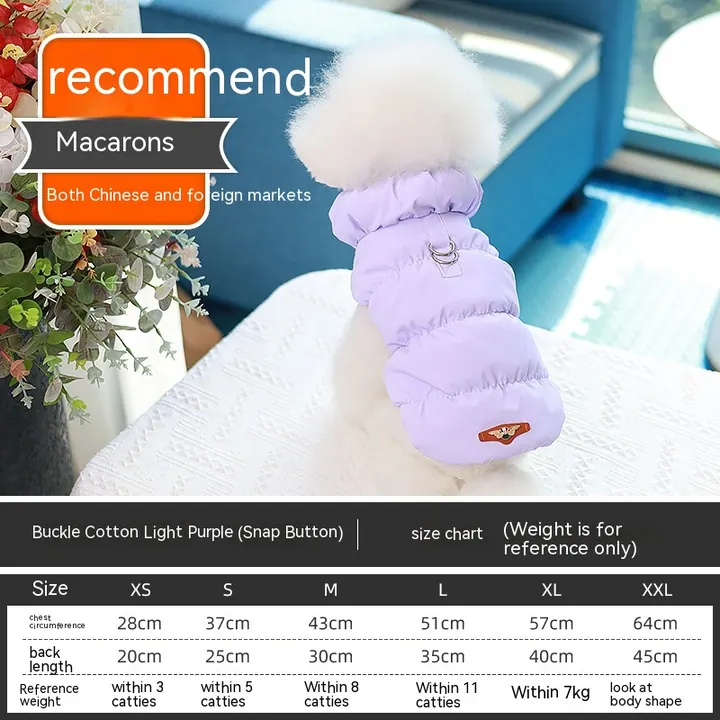 recommend
Macarons
Both Chinese and foreign markets
Buckle Cotton Light Purple (Snap Button)
size chart
(Weight is for
reference only)
Size XS S M L XL XXL
chest
circumference 28cm 37cm 43cm 51cm 57cm 64cm
back
length 20cm 25cm 30cm 35cm 40cm 45cm
Reference
weight
within 3
catties
within 5
catties
Within 8
catties
Within 11
catties
Within 7kg
look at
body shape